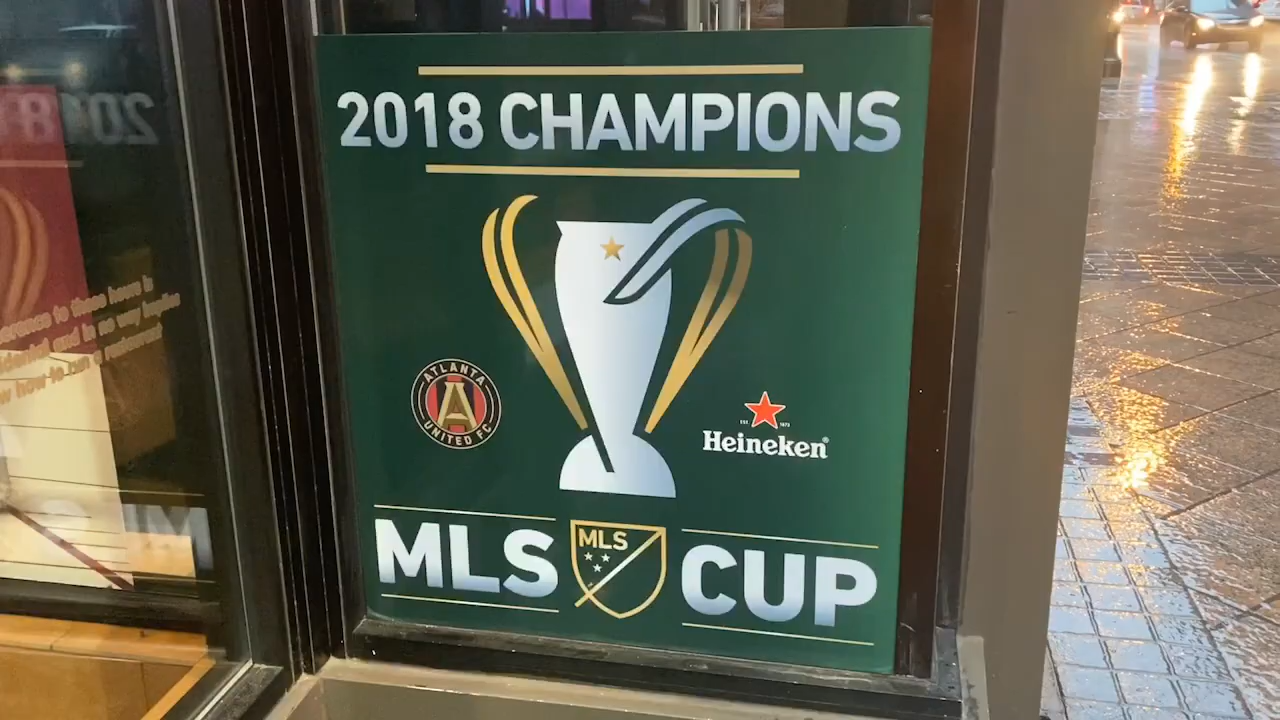 2018 CHAMPIONS
ATLANTA
A
UNITED FC
Heineken
MLS
MLS
CUP